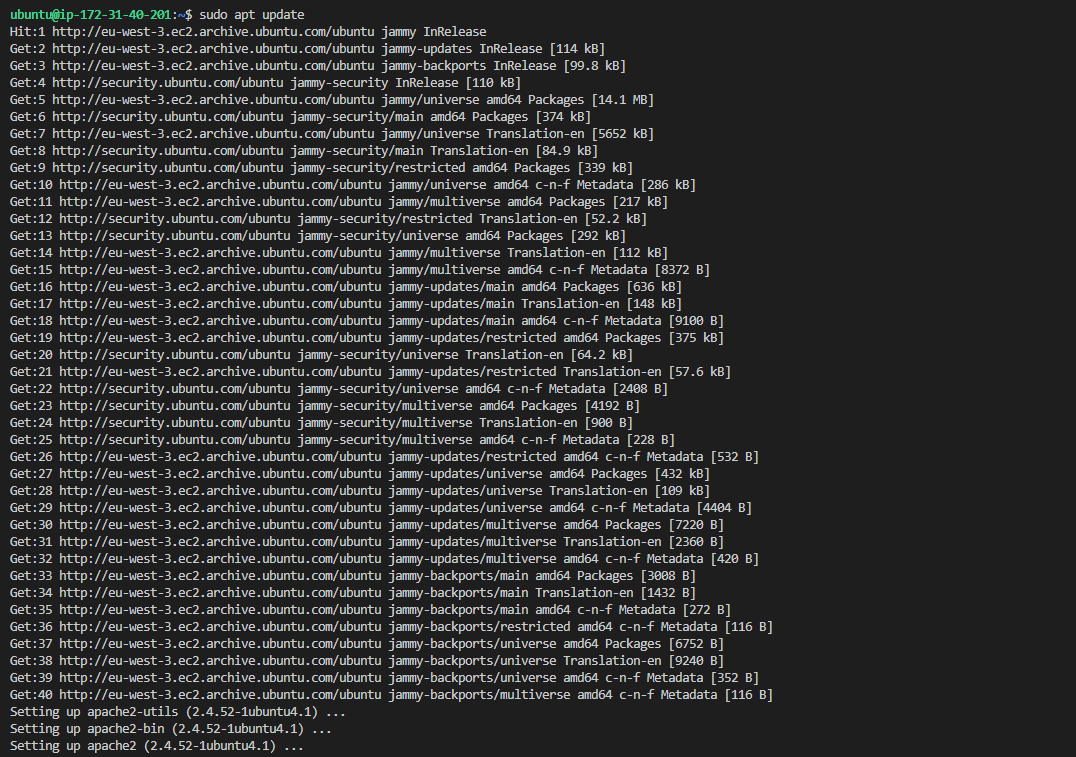 ubuntu@ip-172-31-40-201:~$ sudo apt update
Hit:1 http://eu-west-3.ec2.archive.ubuntu.com/ubuntu jammy InRelease
Get:2 http://eu-west-3.ec2.archive.ubuntu.com/ubuntu jammy-updates InRelease [114 kB]
Get:3 http://eu-west-3.ec2.archive.ubuntu.com/ubuntu jammy-backports InRelease [99.8 kB]
Get:4 http://security.ubuntu.com/ubuntu jammy-security InRelease [110 kB]
Get:5 http://eu-west-3.ec2.archive.ubuntu.com/ubuntu jammy/universe amd64 Packages [14.1 MB]
Get:6 http://security.ubuntu.com/ubuntu jammy-security/main amd64 Packages [374 kB]
Get:7 http://eu-west-3.ec2.archive.ubuntu.com/ubuntu jammy/universe Translation-en [5652 kB]
Get:8 http://security.ubuntu.com/ubuntu jammy-security/main Translation-en [84.9 kB]
Get:9 http://security.ubuntu.com/ubuntu jammy-security/restricted amd64 Packages [339 kB]
Get:10 http://eu-west-3.ec2.archive.ubuntu.com/ubuntu jammy/universe amd64 c-n-f Metadata [286 kB]
Get:11 http://eu-west-3.ec2.archive.ubuntu.com/ubuntu jammy/multiverse amd64 Packages [217 kB]
Get:12 http://security.ubuntu.com/ubuntu jammy-security/restricted Translation-en [52.2 kB]
Get:13 http://security.ubuntu.com/ubuntu jammy-security/universe amd64 Packages [292 kB]
Get:14 http://eu-west-3.ec2.archive.ubuntu.com/ubuntu jammy/multiverse Translation-en [112 kB]
Get:15 http://eu-west-3.ec2.archive.ubuntu.com/ubuntu jammy/multiverse amd64 c-n-f Metadata [8372 B]
Get:16 http://eu-west-3.ec2.archive.ubuntu.com/ubuntu jammy-updates/main amd64 Packages [636 kB]
Get:17 http://eu-west-3.ec2.archive.ubuntu.com/ubuntu jammy-updates/main Translation-en [148 kB]
Get:18 http://eu-west-3.ec2.archive.ubuntu.com/ubuntu jammy-updates/main amd64 c-n-f Metadata [9100 B]
Get:19 http://eu-west-3.ec2.archive.ubuntu.com/ubuntu jammy-updates/restricted amd64 Packages [375 kB]
Get:20 http://security.ubuntu.com/ubuntu jammy-security/universe Translation-en [64.2 kB]
Get:21 http://eu-west-3.ec2.archive.ubuntu.com/ubuntu jammy-updates/restricted Translation-en [57.6 kB]
Get:22 http://security.ubuntu.com/ubuntu jammy-security/universe amd64 c-n-f Metadata [2408 B]
Get:23 http://security.ubuntu.com/ubuntu jammy-security/multiverse amd64 Packages [4192 B]
Get:24 http://security.ubuntu.com/ubuntu jammy-security/multiverse Translation-en [900 B]
Get:25 http://security.ubuntu.com/ubuntu jammy-security/multiverse amd64 c-n-f Metadata [228 B]
Get:26 http://eu-west-3.ec2.archive.ubuntu.com/ubuntu jammy-updates/restricted amd64 c-n-f Metadata [532 B]
Get:27 http://eu-west-3.ec2.archive.ubuntu.com/ubuntu jammy-updates/universe amd64 Packages [432 kB]
Get:28 http://eu-west-3.ec2.archive.ubuntu.com/ubuntu jammy-updates/universe Translation-en [109 kB]
Get:29 http://eu-west-3.ec2.archive.ubuntu.com/ubuntu jammy-updates/universe amd64 c-n-f Metadata [4404 B]
Get:30 http://eu-west-3.ec2.archive.ubuntu.com/ubuntu jammy-updates/multiverse amd64 Packages [7220 B]
Get:31 http://eu-west-3.ec2.archive.ubuntu.com/ubuntu jammy-updates/multiverse Translation-en [2360 B]
Get:32 http://eu-west-3.ec2.archive.ubuntu.com/ubuntu jammy-updates/multiverse amd64 c-n-f Metadata [420 B]
Get:33 http://eu-west-3.ec2.archive.ubuntu.com/ubuntu jammy-backports/main amd64 Packages [3008 B]
Get:34 http://eu-west-3.ec2.archive.ubuntu.com/ubuntu jammy-backports/main Translation-en [1432 B]
Get:35 http://eu-west-3.ec2.archive.ubuntu.com/ubuntu jammy-backports/main amd64 c-n-f Metadata [272 B]
Get:36 http://eu-west-3.ec2.archive.ubuntu.com/ubuntu jammy-backports/restricted amd64 c-n-f Metadata [116 B]
Get:37 http://eu-west-3.ec2.archive.ubuntu.com/ubuntu jammy-backports/universe amd64 Packages [6752 B]
Get:38 http://eu-west-3.ec2.archive.ubuntu.com/ubuntu jammy-backports/universe Translation-en [9240 B]
Get:39 http://eu-west-3.ec2.archive.ubuntu.com/ubuntu jammy-backports/universe amd64 c-n-f Metadata [352 B]
Get:40 http://eu-west-3.ec2.archive.ubuntu.com/ubuntu jammy-backports/multiverse amd64 c-n-f Metadata [116 B]
Setting up apache2-utils (2.4.52-1ubuntu4.1) ...
Setting up apache2-bin (2.4.52-1ubuntu4.1) ...
Setting up apache2 (2.4.52-1ubuntu4.1) ...